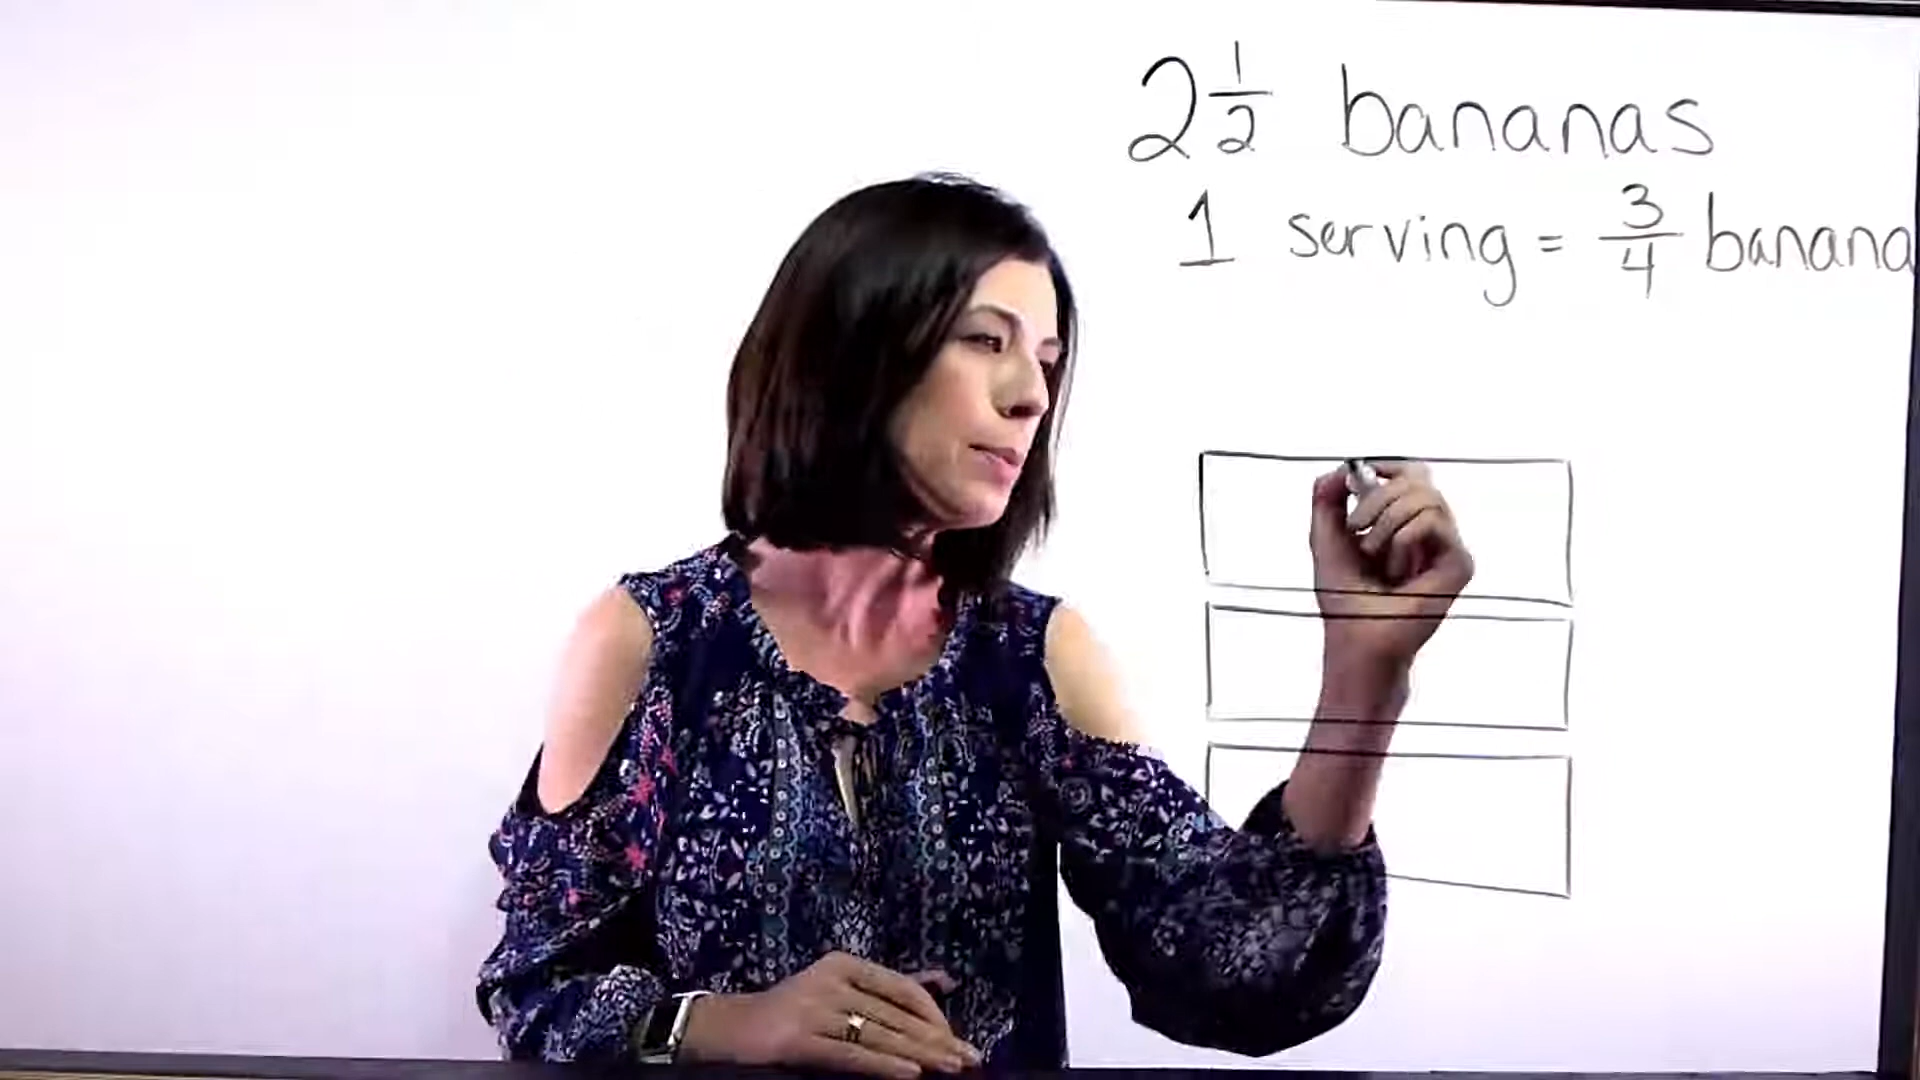 2 1/2 bananas
1 serving = 3/4 banana